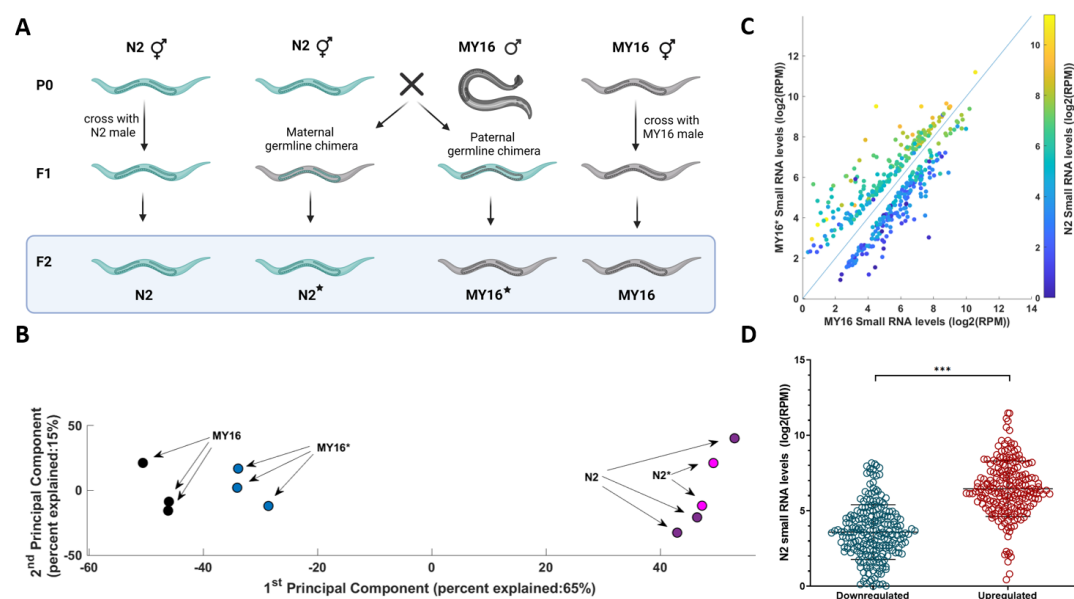 A
N2 ⚥
N2 ⚥
MY16 ♂
MY16 ⚥
P0
cross with
N2 male
Maternal
germline chimera
Paternal
germline chimera
cross with
MY16 male
F1
F2
N2
N2★
MY16★
MY16
B
2nd Principal Component
(percent explained:15%)
50
0
-50
MY16
MY16*
N2
N2*
-60
-40
-20
0
20
40
1st Principal Component (percent explained:65%)
C
MY16* Small RNA levels (log2(RPM))
12
10
8
6
4
2
0
0
2
4
6
8
10
12
14
MY16 Small RNA levels (log2(RPM))
10
8
6
4
2
0
N2 Small RNA levels (log2(RPM))
D
N2 small RNA levels (log2(RPM))
15
10
5
0
***
Downregulated
Upregulated